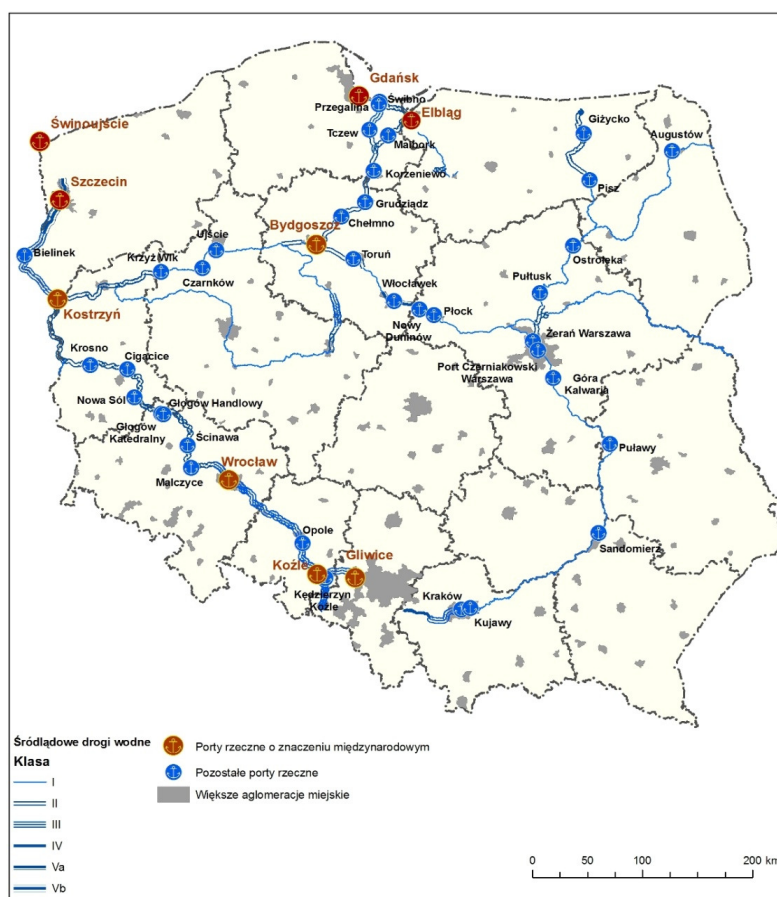 Gdańsk
Świbno
Przegalina
Elbląg
Giżycko
Świnoujście
Tczew
Malbork
Augustów
Szczecin
Korzeniewo
Pisz
Grudziądz
Bydgoszcz
Chełmno
Ujście
Ostrołęka
Bielinek
Krzyż Wlk
Toruń
Czarnków
Włocławek
Pułtusk
Kostrzyń
Płock
Nowy
Duninów
Żerań Warszawa
Krosno
Cigacice
Port Czerniakowski
Warszawa
Góra
Kalwaria
Nowa Sól
Głogów Handlowy
Głogów
Katedralny
Ścinawa
Puławy
Wrocław
Malczyce
Opole
Gliwice
Sandomierz
Koźle
Kędzierzyn
Koźle
Kraków
Kujawy
Śródlądowe drogi wodne
Klasa
I
II
III
IV
Va
Vb
Porty rzeczne o znaczeniu międzynarodowym
Pozostałe porty rzeczne
Większe aglomeracje miejskie
0 50 100 200 km